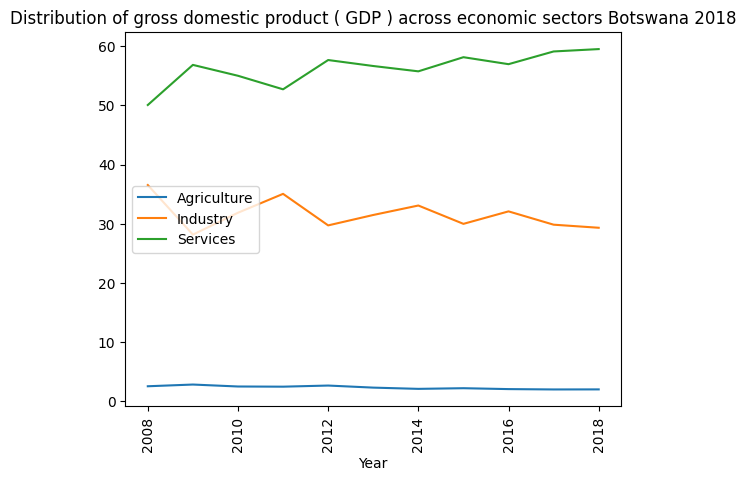 Distribution of gross domestic product ( GDP ) across economic sectors Botswana 2018
60
50
40
30
20
10
0
Agriculture
Industry
Services
2008
2010
2012
2014
2016
2018
Year